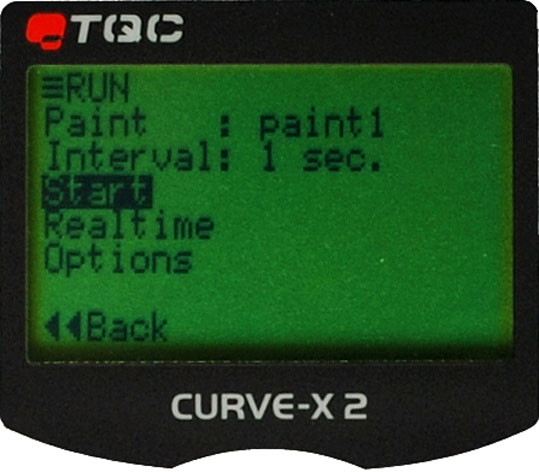 TQC
≡RUN
Paint : paint1
Interval: 1 sec.
Start
Realtime
Options
◀◀Back
CURVE-X 2